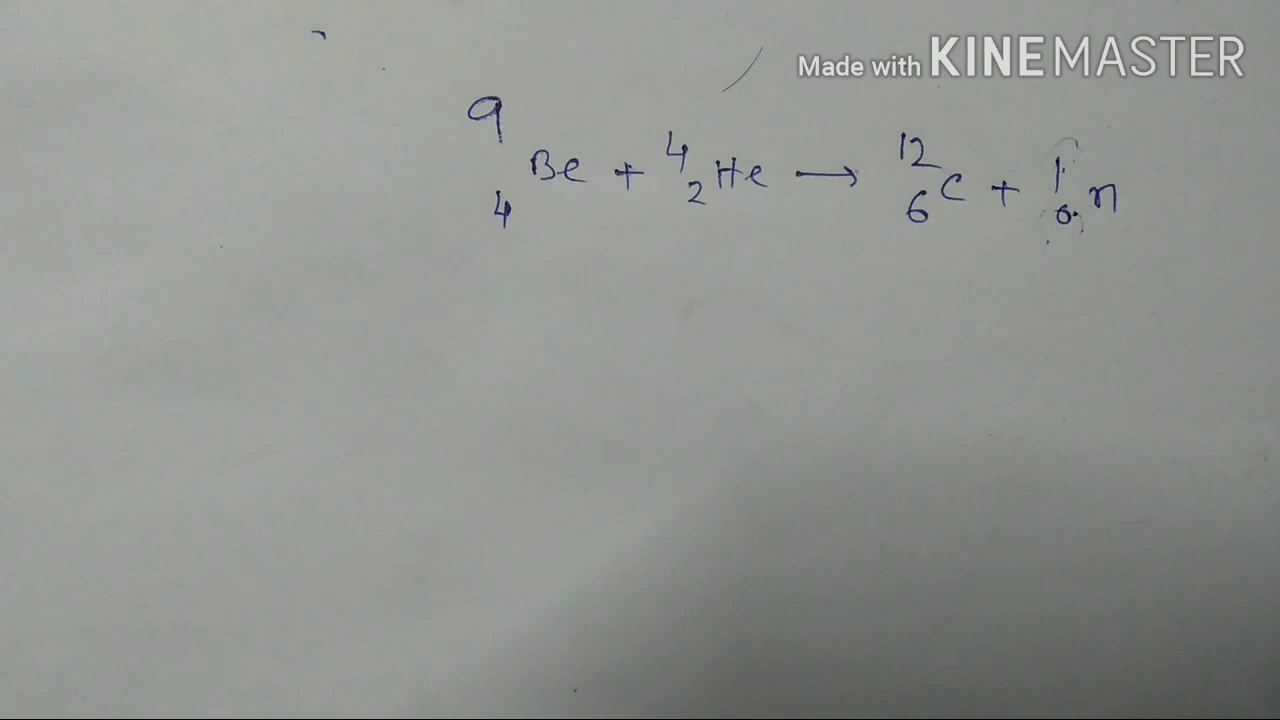 Made with KINEMASTER
⁹₄Be + ⁴₂He → ¹²₆C + ¹₀n